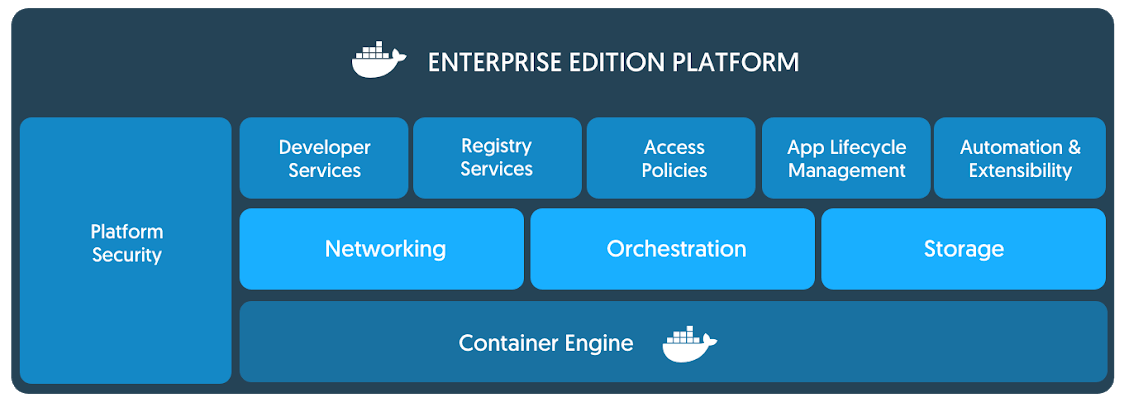 ENTERPRISE EDITION PLATFORM
Platform
Security
Developer
Services
Registry
Services
Access
Policies
App Lifecycle
Management
Automation &
Extensibility
Networking
Orchestration
Storage
Container Engine